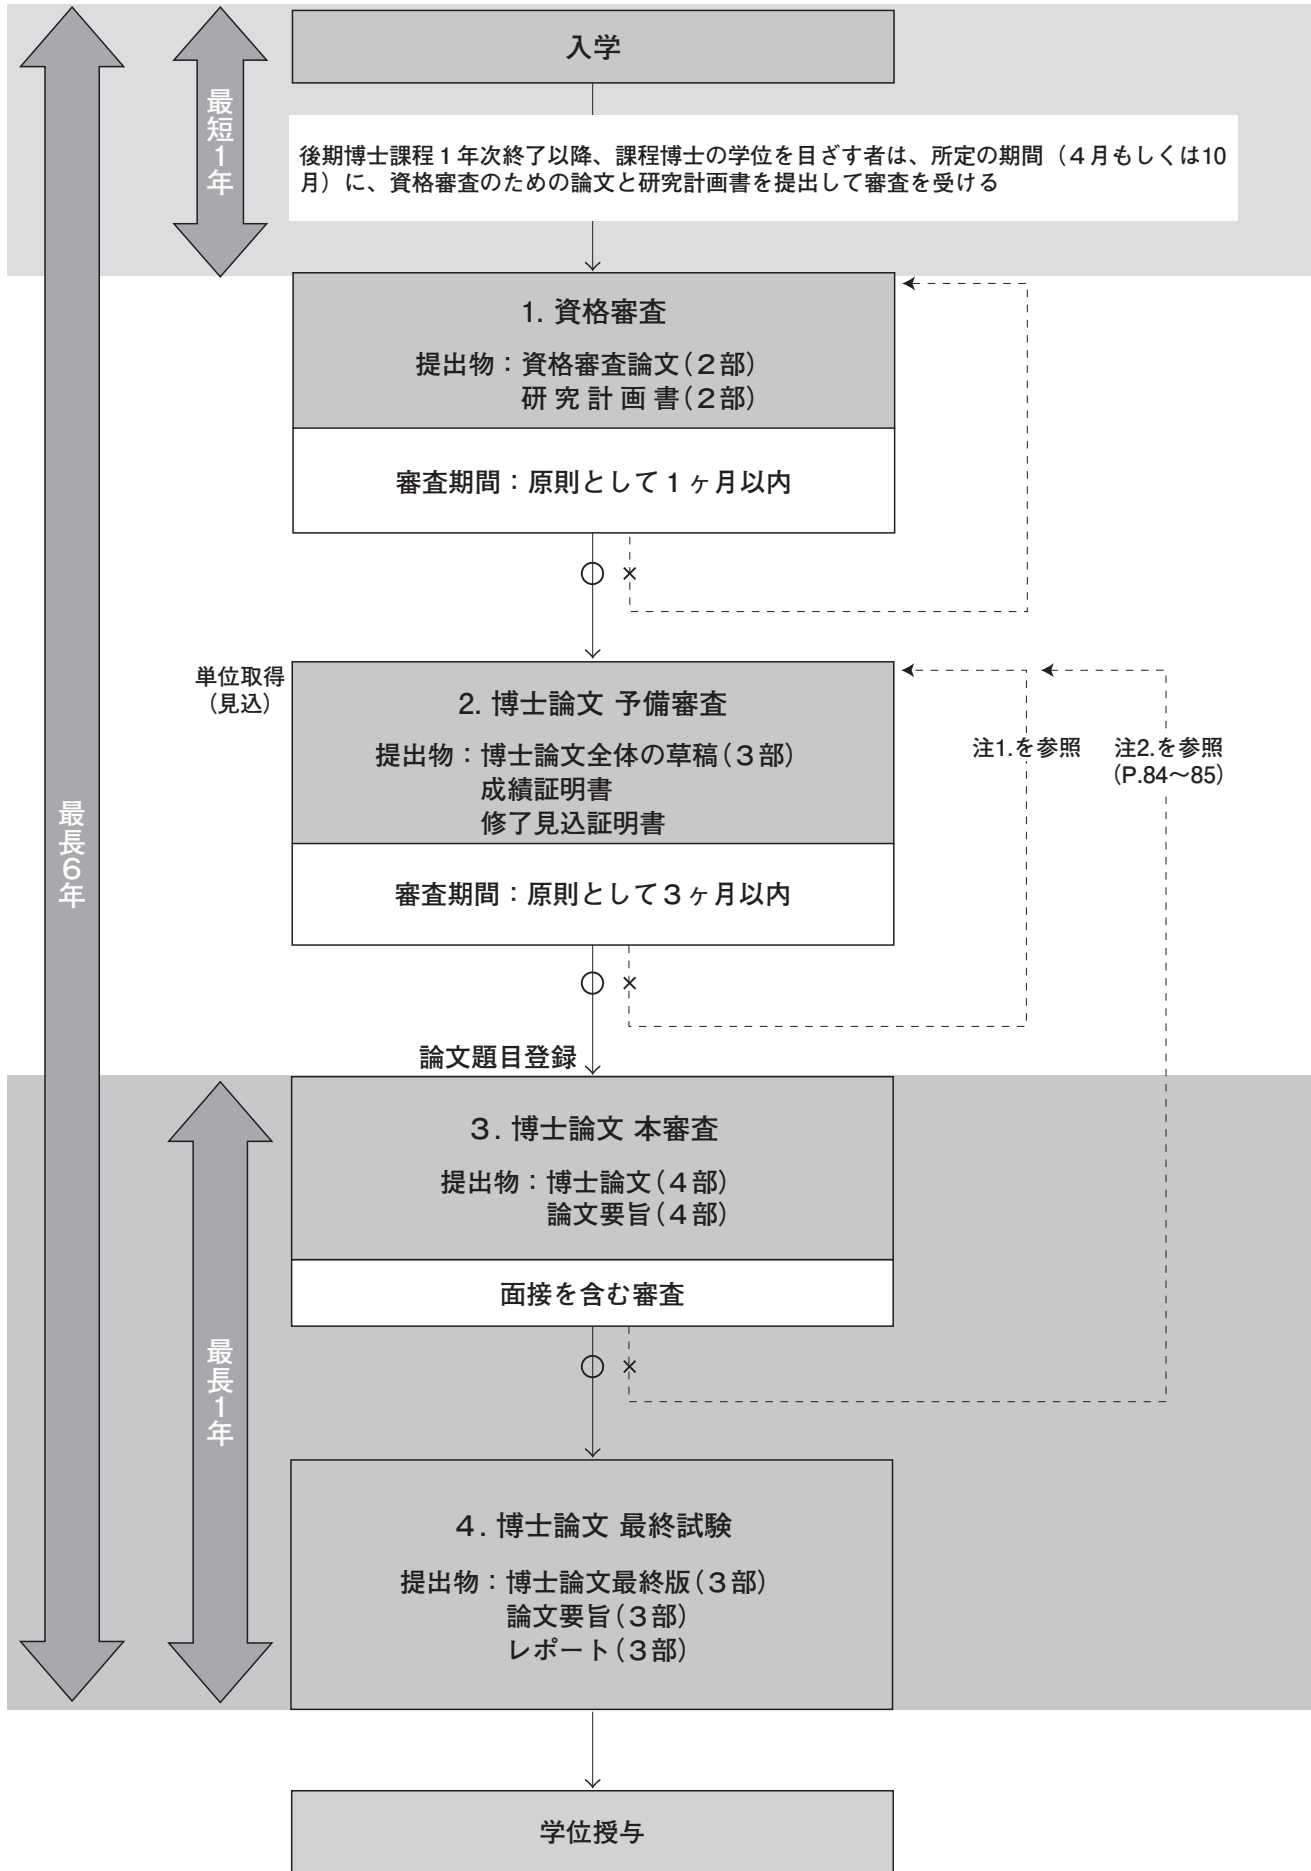 入学
最短1年
後期博士課程1年次終了以降、課程博士の学位を目ざす者は、所定の期間(4月もしくは10
月)に、資格審査のための論文と研究計画書を提出して審査を受ける
1. 資格審査
提出物：資格審査論文(2部)
研究計画書(2部)
審査期間：原則として1ヶ月以内
○ ×
単位取得
(見込)
2. 博士論文 予備審査
提出物：博士論文全体の草稿(3部)
成績証明書
修了見込証明書
注1.を参照
注2.を参照
(P.84〜85)
最長6年
審査期間：原則として3ヶ月以内
○ ×
論文題目登録
3. 博士論文 本審査
提出物：博士論文(4部)
論文要旨(4部)
面接を含む審査
最長1年
○ ×
4. 博士論文 最終試験
提出物：博士論文最終版(3部)
論文要旨(3部)
レポート(3部)
学位授与